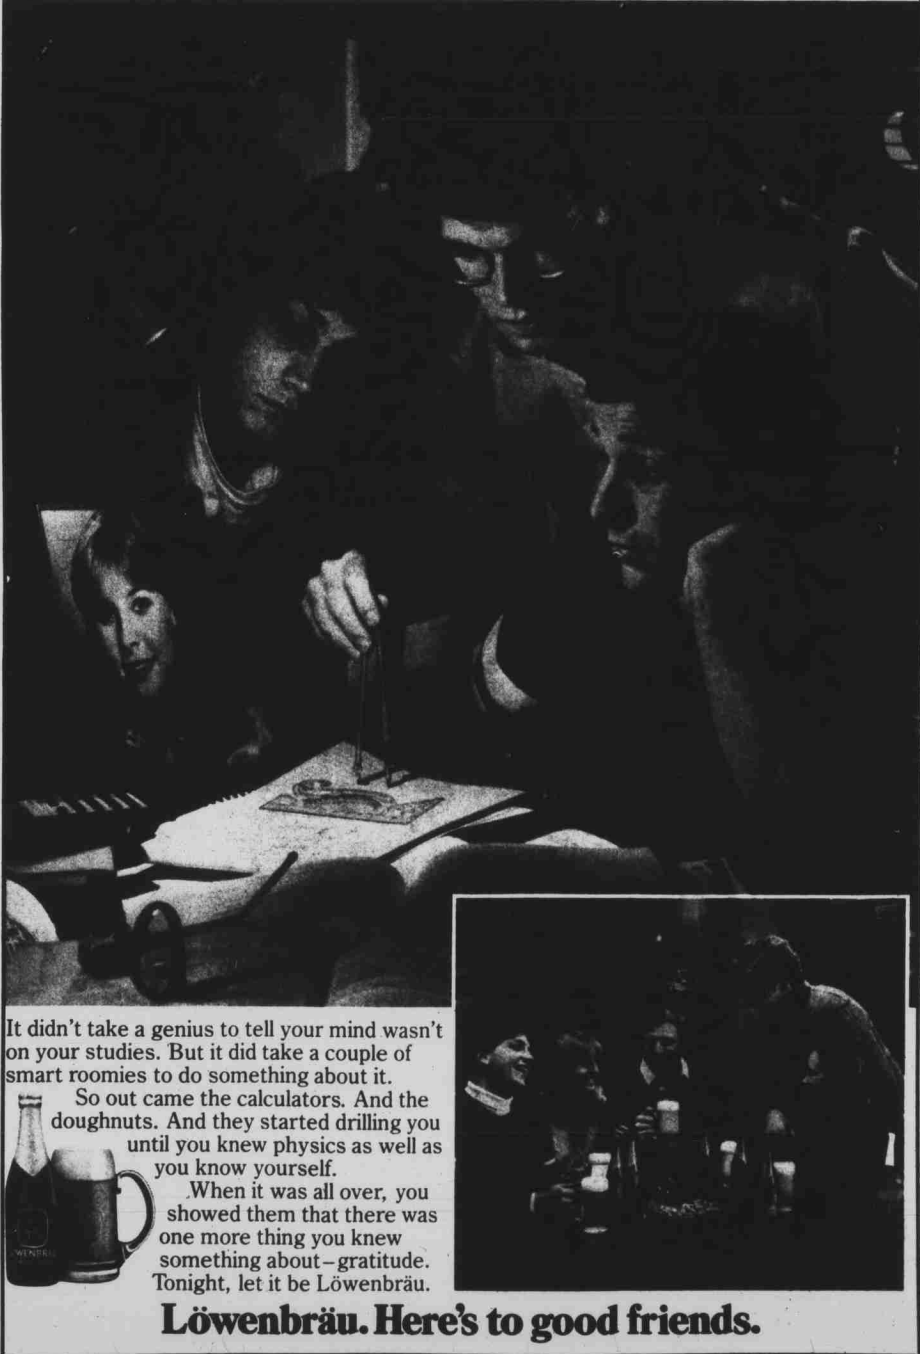 It didn't take a genius to tell your mind wasn't
on your studies. But it did take a couple of
smart roomies to do something about it.
So out came the calculators. And the
doughnuts. And they started drilling you
until you knew physics as well as
you know yourself.
When it was all over, you
showed them that there was
one more thing you knew
something about–gratitude.
Tonight, let it be Löwenbräu.
Löwenbräu. Here's to good friends.